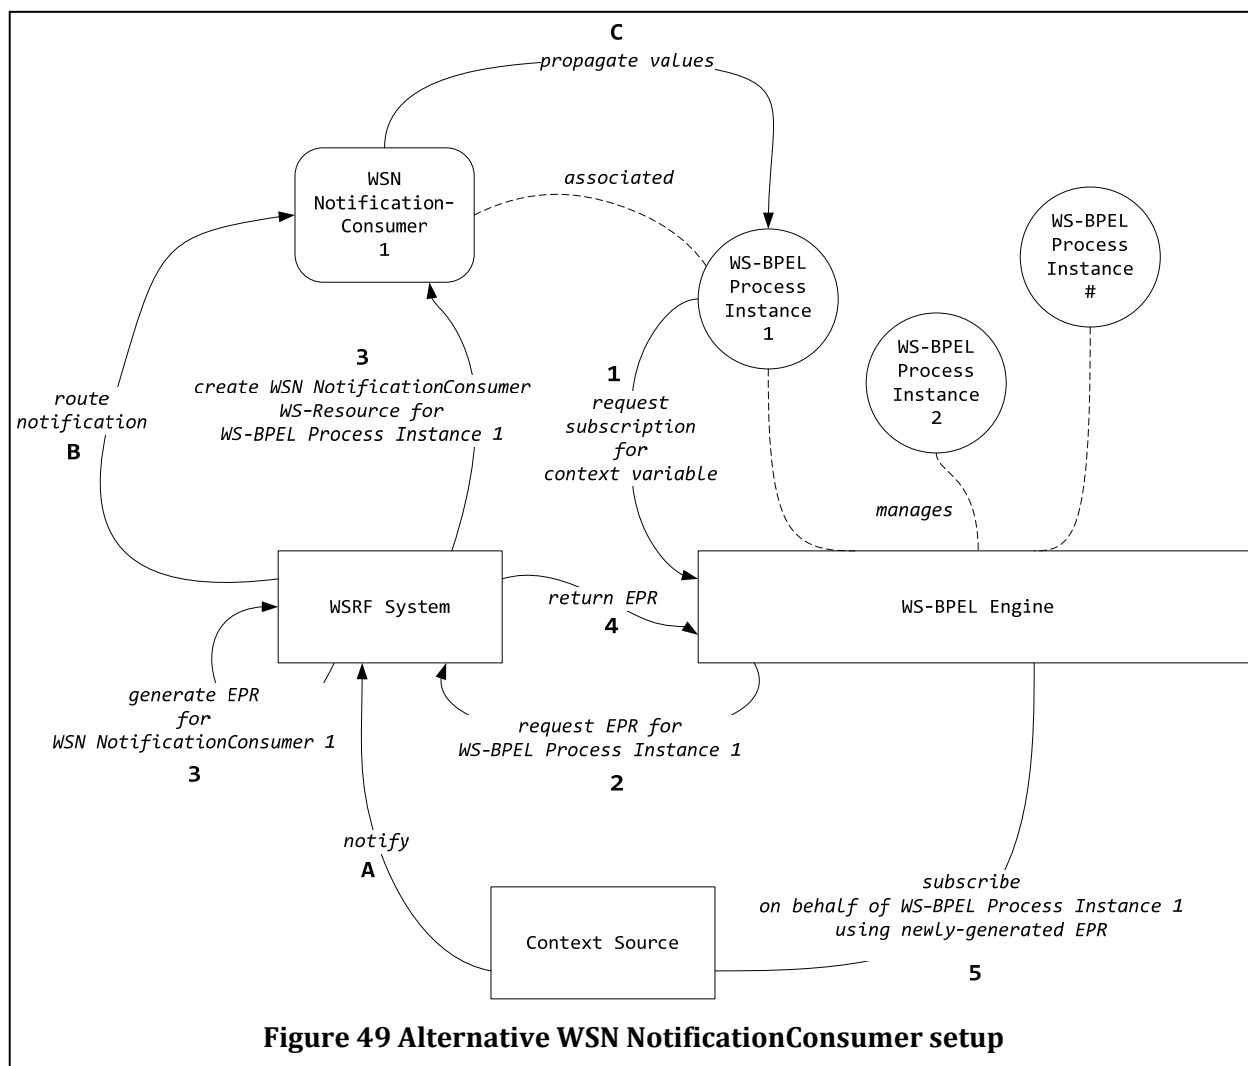 C
propagate values
WSN
Notification-
Consumer
1
associated
WS-BPEL
Process
Instance
1
WS-BPEL
Process
Instance
2
WS-BPEL
Process
Instance
#
3
create WSN NotificationConsumer
WS-Resource for
WS-BPEL Process Instance 1
1
request
subscription
for
context variable
route
notification
B
manages
WSRF System
return EPR
4
WS-BPEL Engine
generate EPR
for
WSN NotificationConsumer 1
3
request EPR for
WS-BPEL Process Instance 1
2
notify
A
Context Source
subscribe
on behalf of WS-BPEL Process Instance 1
using newly-generated EPR
5
Figure 49 Alternative WSN NotificationConsumer setup